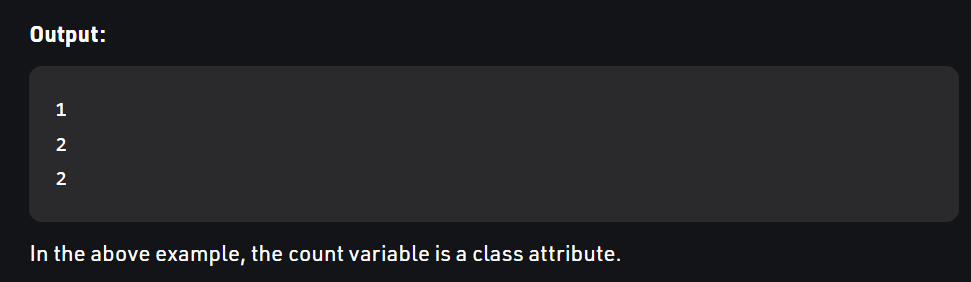 Output:
1
2
2
In the above example, the count variable is a class attribute.